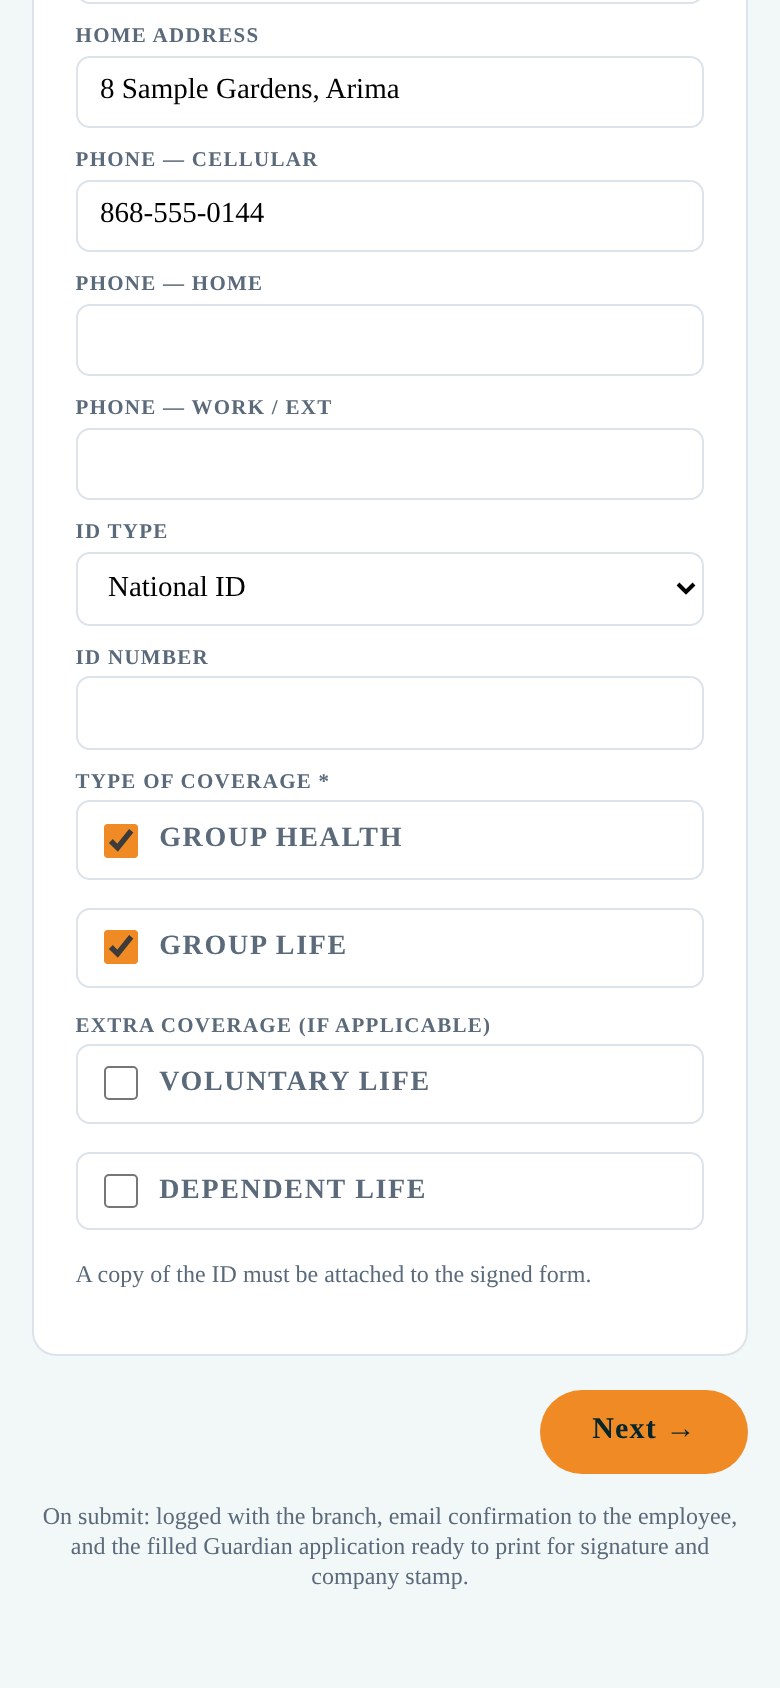 HOME ADDRESS
8 Sample Gardens, Arima
PHONE — CELLULAR
868-555-0144
PHONE — HOME
PHONE — WORK / EXT
ID TYPE
National ID
ID NUMBER
TYPE OF COVERAGE *
GROUP HEALTH
GROUP LIFE
EXTRA COVERAGE (IF APPLICABLE)
VOLUNTARY LIFE
DEPENDENT LIFE
A copy of the ID must be attached to the signed form.
Next →
On submit: logged with the branch, email confirmation to the employee,
and the filled Guardian application ready to print for signature and
company stamp.